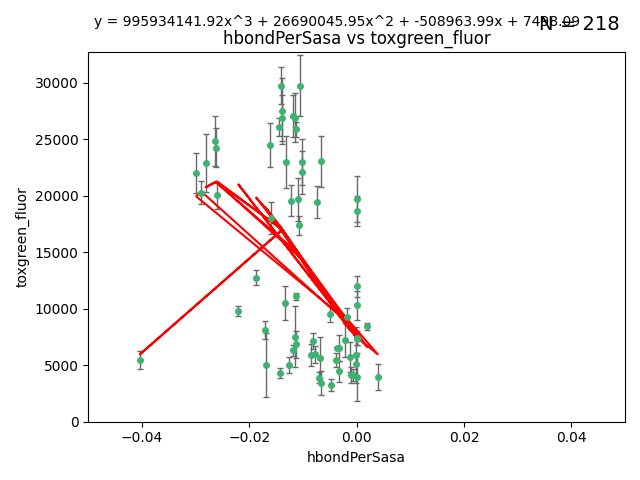 y = 995934141.92x^3 + 26690045.95x^2 + -508963.99x + 7498.09
N = 218
hbondPerSasa vs toxgreen_fluor
30000
25000
20000
15000
10000
5000
0
toxgreen_fluor
−0.04
−0.02
0.00
0.02
0.04
hbondPerSasa